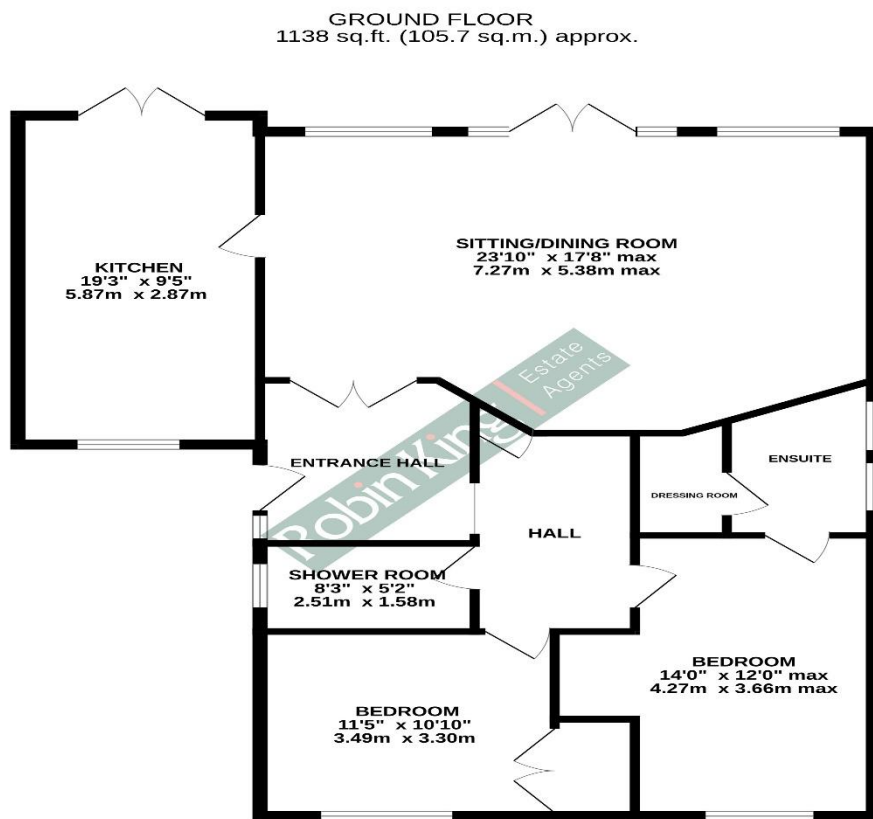 GROUND FLOOR
1138 sq.ft. (105.7 sq.m.) approx.
KITCHEN
19'3" x 9'5"
5.87m x 2.87m
SITTING/DINING ROOM
23'10" x 17'8" max
7.27m x 5.38m max
Robin King
Estate
Agents
ENTRANCE HALL
ENSUITE
DRESSING ROOM
HALL
SHOWER ROOM
8'3" x 5'2"
2.51m x 1.58m
BEDROOM
14'0" x 12'0" max
4.27m x 3.66m max
BEDROOM
11'5" x 10'10"
3.49m x 3.30m